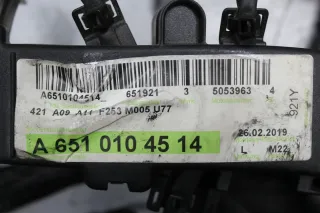 A6510104514 651921 3 5053963 4
421 A09 A11 F253 M005 U77
921Y
26.02.2019
A 651 010 45 14
L M22